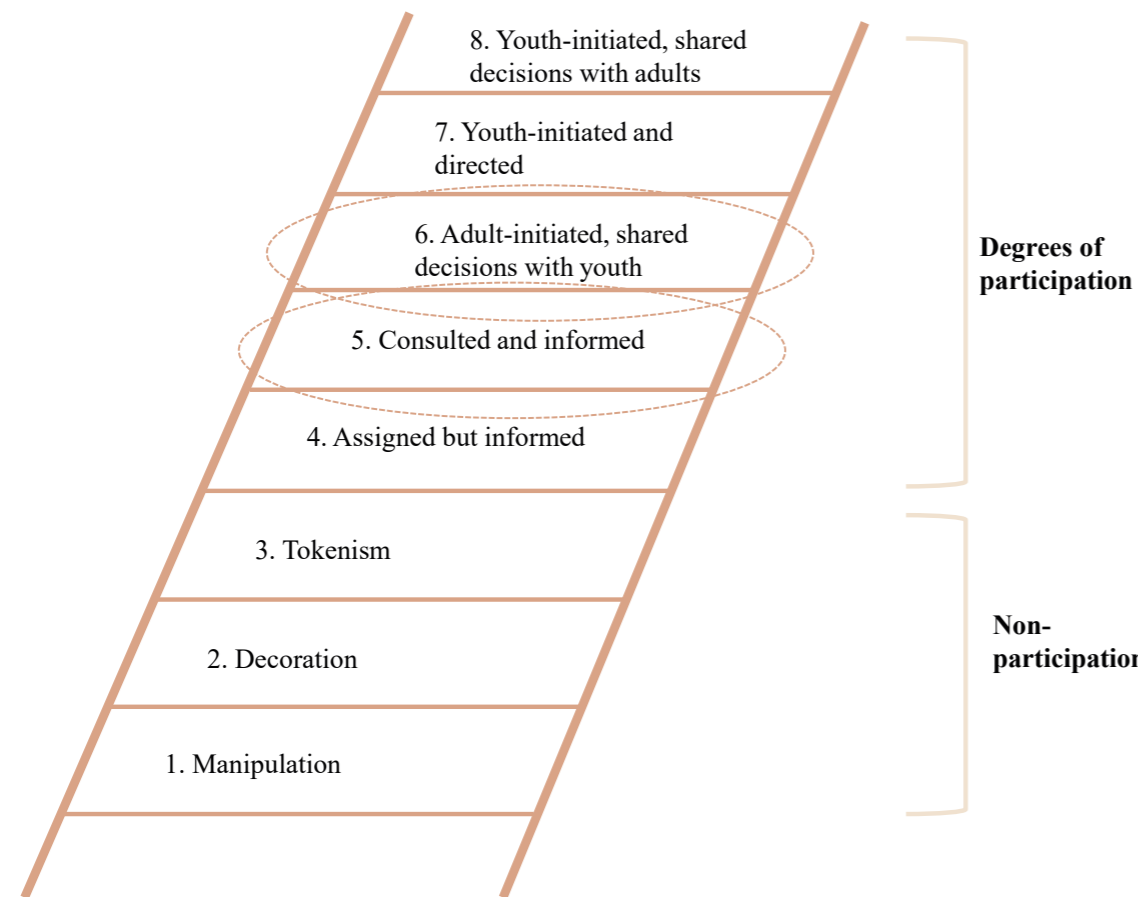 8. Youth-initiated, shared
decisions with adults
7. Youth-initiated and
directed
6. Adult-initiated, shared
decisions with youth
5. Consulted and informed
4. Assigned but informed
3. Tokenism
2. Decoration
1. Manipulation
Degrees of
participation
Non-
participation